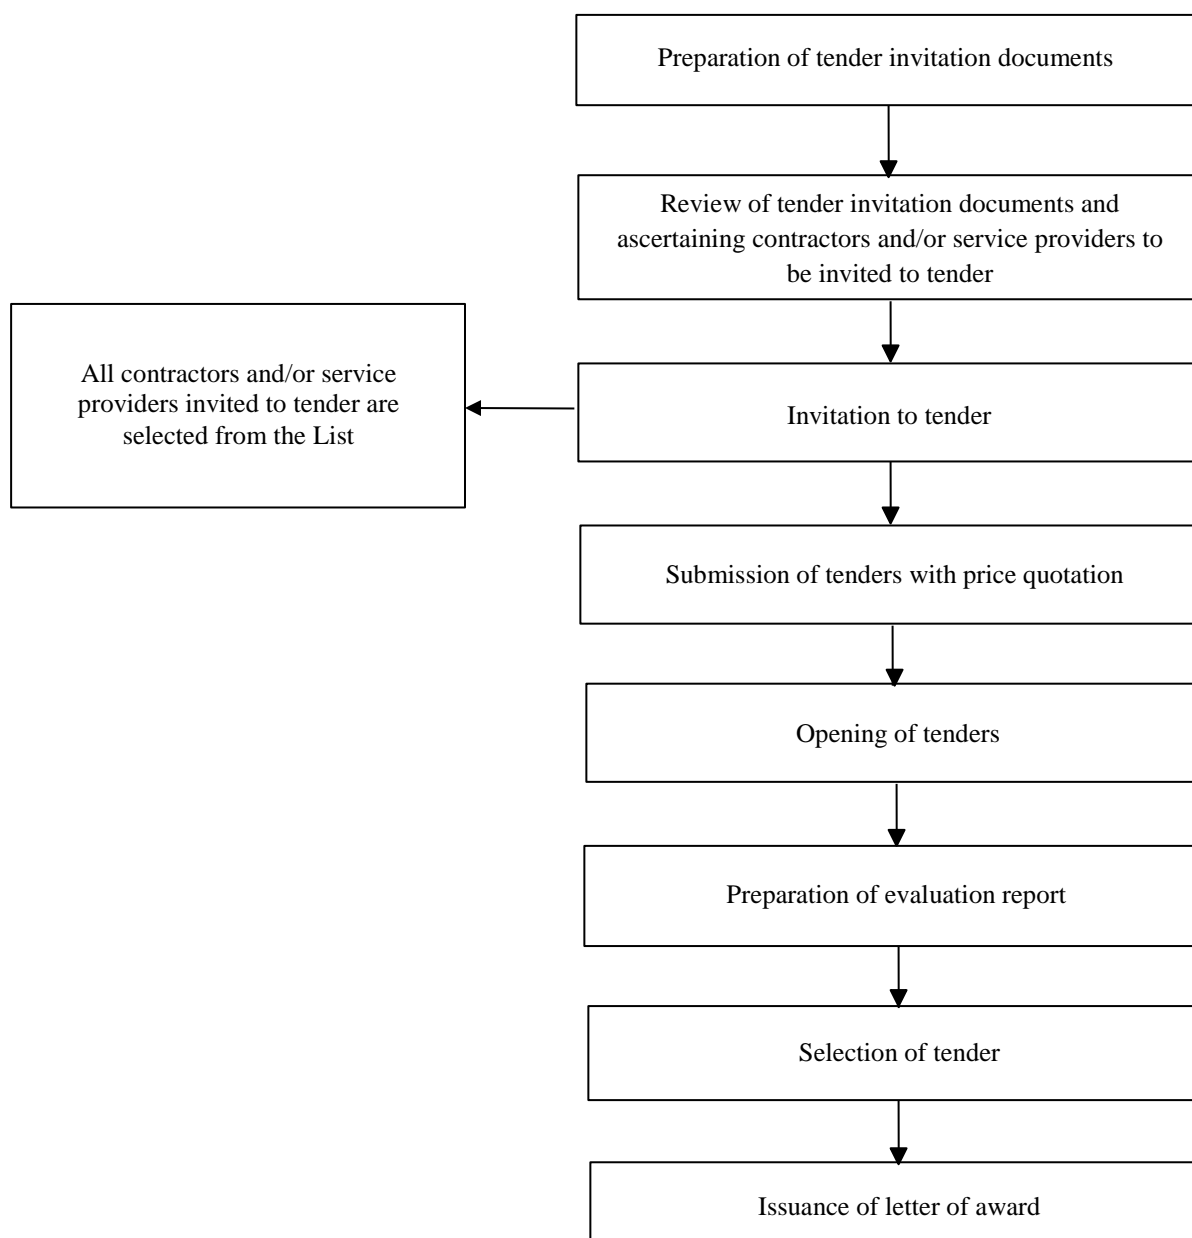 Preparation of tender invitation documents
Review of tender invitation documents and
ascertaining contractors and/or service providers to
be invited to tender
All contractors and/or service
providers invited to tender are
selected from the List
Invitation to tender
Submission of tenders with price quotation
Opening of tenders
Preparation of evaluation report
Selection of tender
Issuance of letter of award